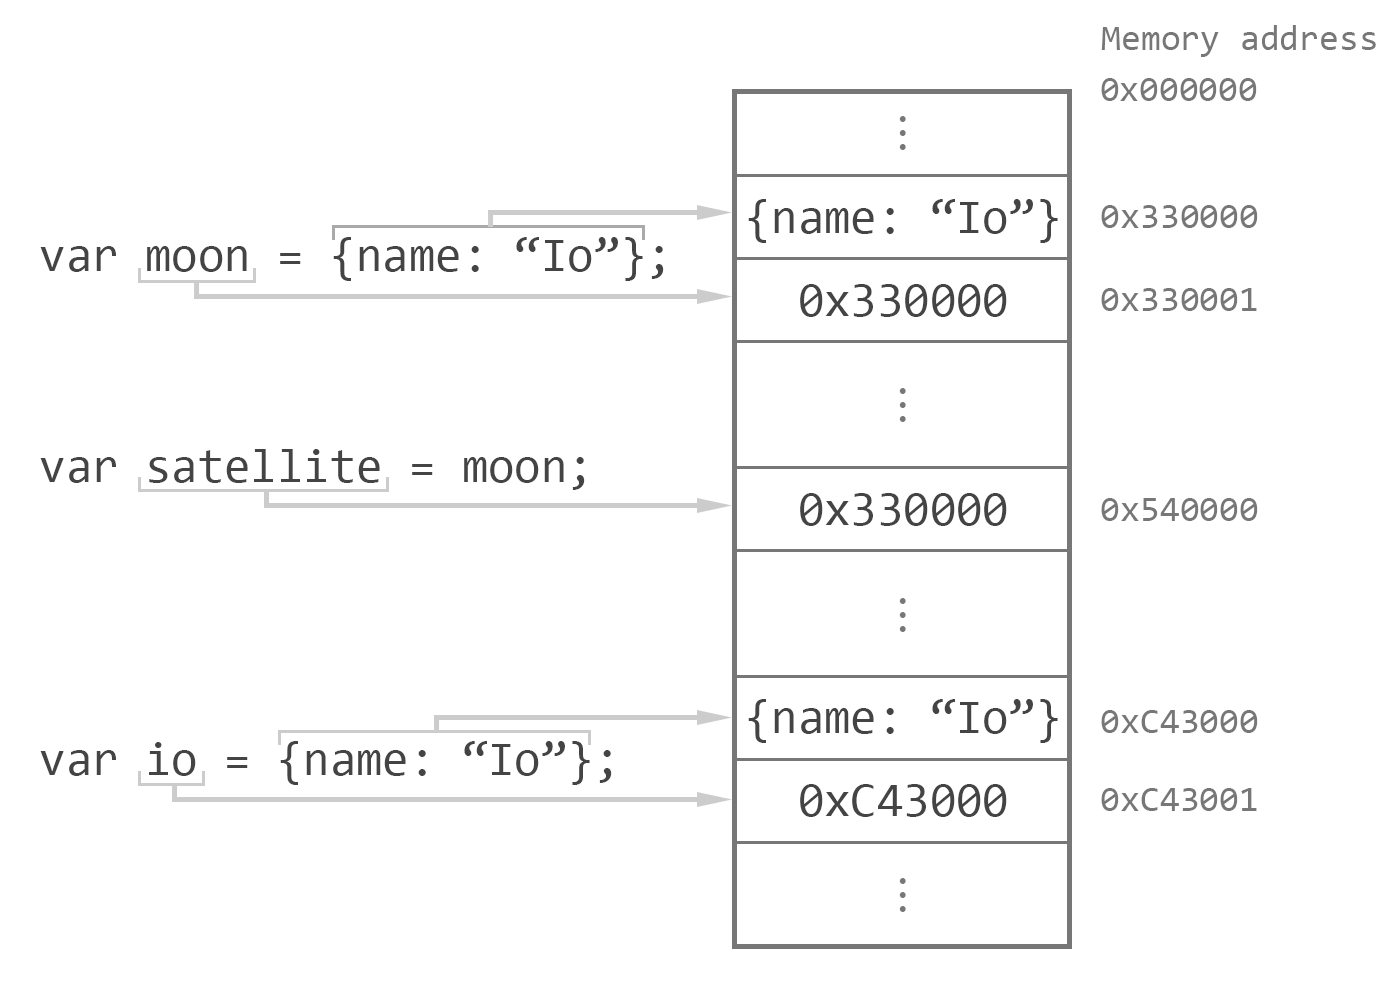 Memory address
0x000000
⋮
{name: “Io”} 0x330000
var moon = {name: “Io”};
0x330000 0x330001
⋮
var satellite = moon;
0x330000 0x540000
⋮
{name: “Io”} 0xC43000
var io = {name: “Io”};
0xC43000 0xC43001
⋮